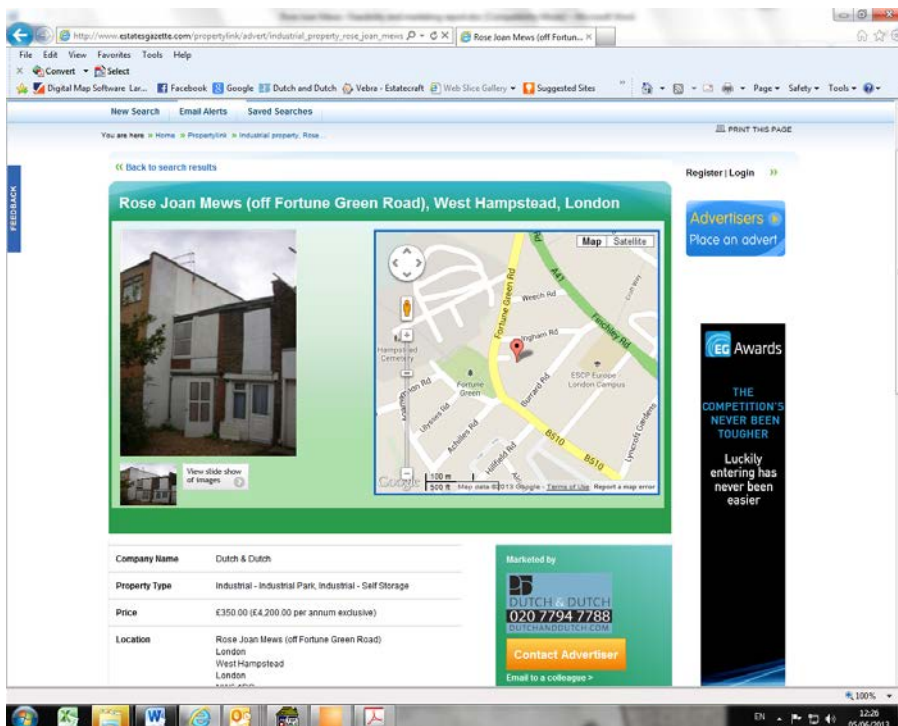 http://www.estatesgazette.com/propertylink/advert/industrial_property_rose_joan_mews
Rose Joan Mews (off Fortun...
File Edit View Favorites Tools Help
Convert Select
Digital Map Software Lar... Facebook Google Dutch and Dutch Vebra - Estatecraft Web Slice Gallery Suggested Sites Page Safety Tools
New Search Email Alerts Saved Searches
You are here » Home » Propertylink » Industrial property, Rose...
PRINT THIS PAGE
FEEDBACK
Back to search results
Register | Login
Rose Joan Mews (off Fortune Green Road), West Hampstead, London
Advertisers
Place an advert
Map Satellite
Fortune Green Rd
A41
Finchley Rd
Weech Rd
Ingham Rd
Hampstead Cemetery
Fortune Green
ESCP Europe London Campus
Burrard Rd
Ulysses Rd
Achilles Rd
Hillfield Rd
Lyncroft Gardens
B510
B510
100 m
500 ft
Google
Map data ©2013 Google - Terms of Use Report a map error
View slide show of images
EG Awards
THE
COMPETITION'S
NEVER BEEN
TOUGHER
Luckily
entering has
never been
easier
Company Name Dutch & Dutch
Property Type Industrial - Industrial Park, Industrial - Self Storage
Price £350.00 (£4,200.00 per annum exclusive)
Location Rose Joan Mews (off Fortune Green Road)
London
West Hampstead
London
Marketed by
DUTCH & DUTCH
020 7794 7788
DUTCHANDDUTCH.COM
Contact Advertiser
Email to a colleague >
100%
EN
12:26
05/06/2013